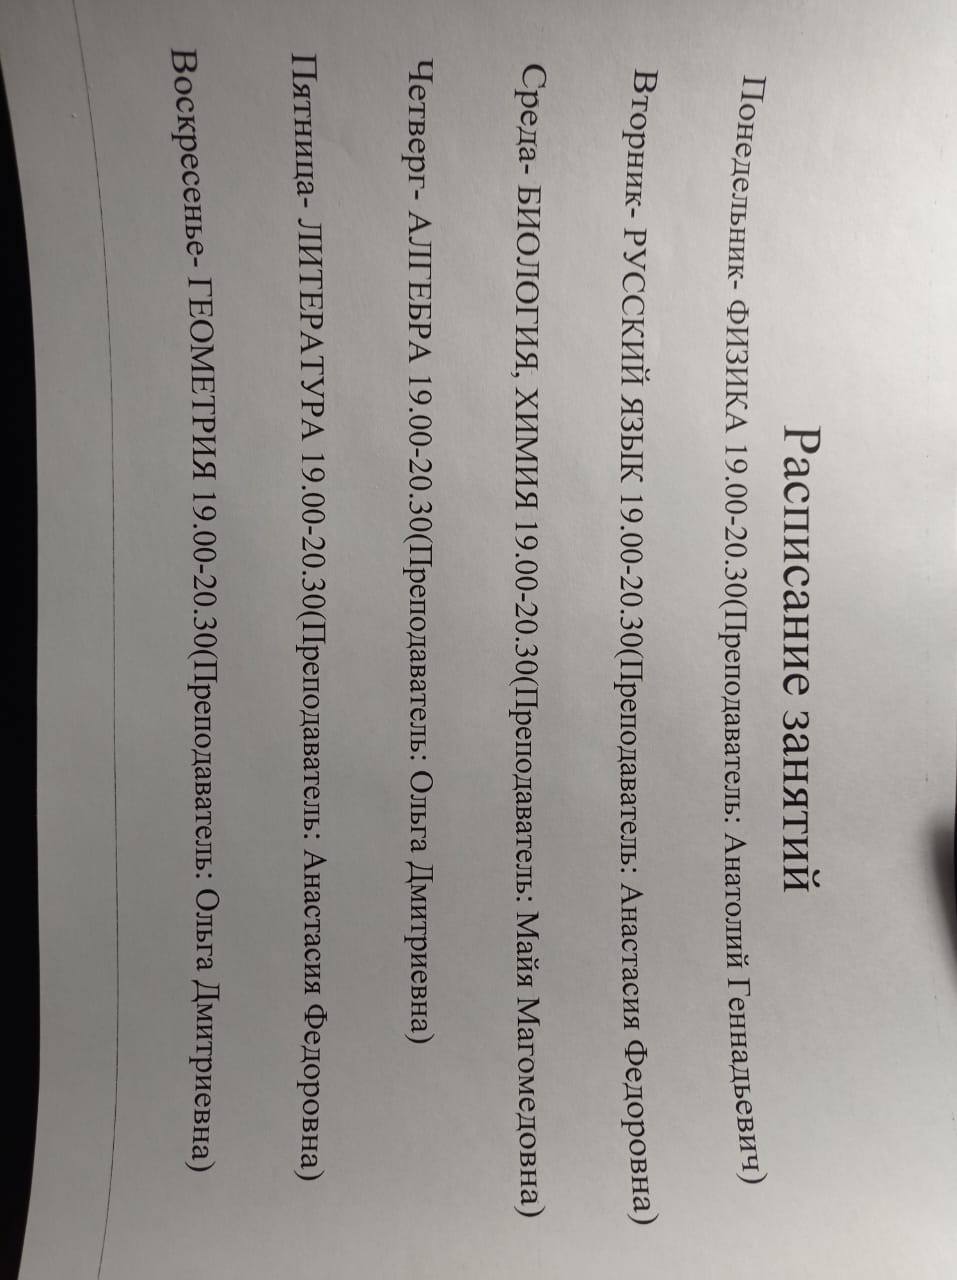 Расписание занятий
Понедельник- ФИЗИКА 19.00-20.30(Преподаватель: Анатолий Геннадьевич)
Вторник- РУССКИЙ ЯЗЫК 19.00-20.30(Преподаватель: Анастасия Федоровна)
Среда- БИОЛОГИЯ, ХИМИЯ 19.00-20.30(Преподаватель: Майя Магомедовна)
Четверг- АЛГЕБРА 19.00-20.30(Преподаватель: Ольга Дмитриевна)
Пятница- ЛИТЕРАТУРА 19.00-20.30(Преподаватель: Анастасия Федоровна)
Воскресенье- ГЕОМЕТРИЯ 19.00-20.30(Преподаватель: Ольга Дмитриевна)